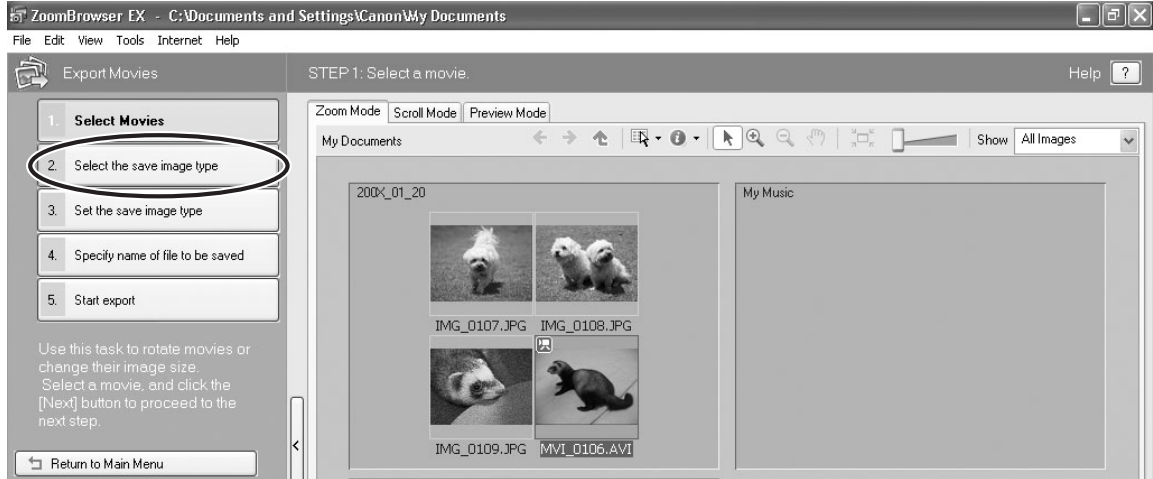 ZoomBrowser EX - C:\Documents and Settings\Canon\My Documents
File Edit View Tools Internet Help
Export Movies
STEP 1: Select a movie.
Help ?
1. Select Movies
2. Select the save image type
3. Set the save image type
4. Specify name of file to be saved
5. Start export
Use this task to rotate movies or
change their image size.
Select a movie, and click the
[Next] button to proceed to the
next step.
Return to Main Menu
Zoom Mode Scroll Mode Preview Mode
My Documents
Show All Images
200X_01_20
My Music
IMG_0107.JPG IMG_0108.JPG
IMG_0109.JPG MVI_0106.AVI